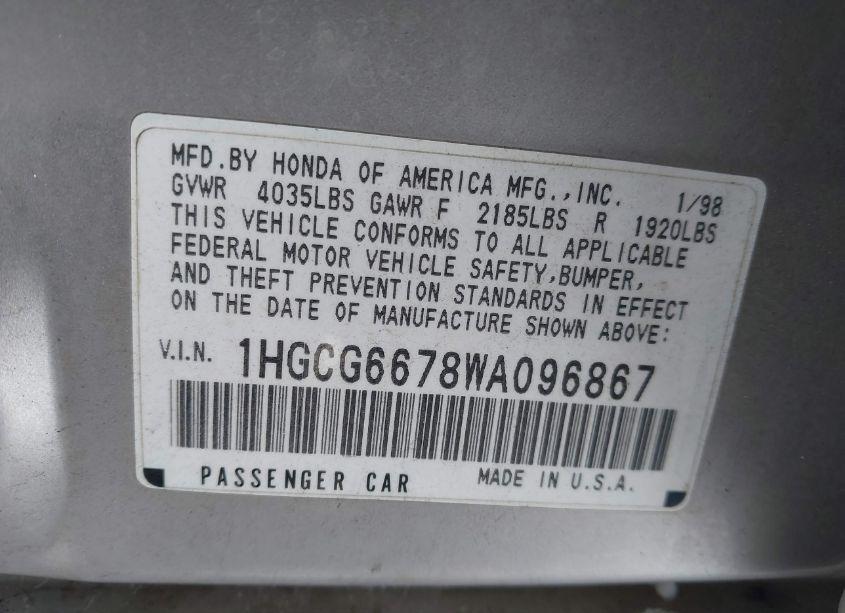 MFD.BY HONDA OF AMERICA MFG.,INC. 1/98
GVWR 4035LBS GAWR F 2185LBS R 1920LBS
THIS VEHICLE CONFORMS TO ALL APPLICABLE
FEDERAL MOTOR VEHICLE SAFETY,BUMPER,
AND THEFT PREVENTION STANDARDS IN EFFECT
ON THE DATE OF MANUFACTURE SHOWN ABOVE:
V.I.N. 1HGCG6678WA096867
PASSENGER CAR MADE IN U.S.A.